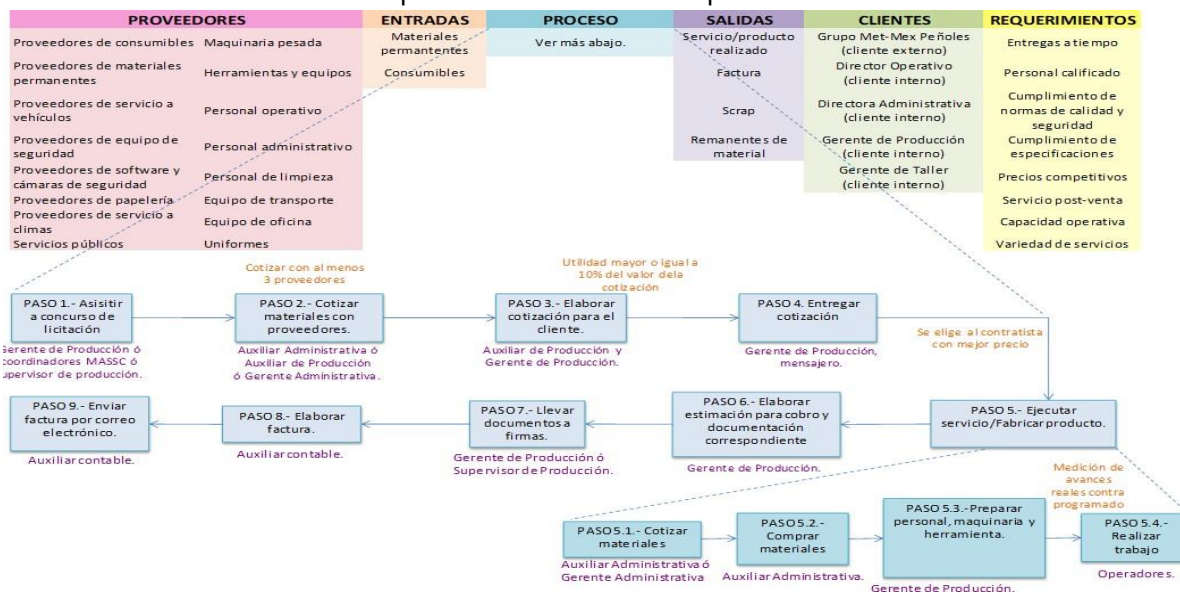 PROVEEDORES ENTRADAS PROCESO SALIDAS CLIENTES REQUERIMIENTOS
Proveedores de consumibles
Proveedores de materiales
permanentes
Proveedores de servicio a
vehículos
Proveedores de equipo de
seguridad
Proveedores de software y
cámaras de seguridad
Proveedores de papelería
Proveedores de servicio a
climas
Servicios públicos
Maquinaria pesada
Herramientas y equipos
Personal operativo
Personal administrativo
Personal de limpieza
Equipo de transporte
Equipo de oficina
Uniformes
Materiales
permantentes
Consumibles
Ver más abajo.
Servicio/producto
realizado
Factura
Scrap
Remanentes de
material
Grupo Met-Mex Peñoles
(cliente externo)
Director Operativo
(cliente interno)
Directora Administrativa
(cliente interno)
Gerente de Producción
(cliente interno)
Gerente de Taller
(cliente interno)
Entregas a tiempo
Personal calificado
Cumplimiento de
normas de calidad y
seguridad
Cumplimiento de
especificaciones
Precios competitivos
Servicio post-venta
Capacidad operativa
Variedad de servicios
PASO 1.- Asisitir
a concurso de
licitación
Gerente de Producción ó
coordinadores MASSC ó
supervisor de producción.
Cotizar con al menos
3 proveedores
PASO 2.- Cotizar
materiales con
proveedores.
Auxiliar Administrativa ó
Auxiliar de Producción
ó Gerente Administrativa.
Utilidad mayor o igual a
10% del valor dela
cotización
PASO 3.- Elaborar
cotización para el
cliente.
Auxiliar de Producción y
Gerente de Producción.
PASO 4. Entregar
cotización
Gerente de Producción,
mensajero.
Se elige al contratista
con mejor precio
PASO 5.- Ejecutar
servicio/Fabricar producto.
PASO 6.- Elaborar
estimación para cobro y
documentación
correspondiente
Gerente de Producción.
PASO 7.- Llevar
documentos a
firmas.
Gerente de Producción ó
Supervisor de Producción.
PASO 8.- Elaborar
factura.
Auxiliar contable.
PASO 9.- Enviar
factura por correo
electrónico.
Auxiliar contable.
PASO 5.1.- Cotizar
materiales
Auxiliar Administrativa ó
Gerente Administrativa
PASO 5.2.-
Comprar
materiales
Auxiliar Administrativa.
PASO 5.3.-Preparar
personal, maquinaria y
herramienta.
Gerente de Producción.
Medición de
avances
reales contra
programado
PASO 5.4.-
Realizar
trabajo
Operadores.